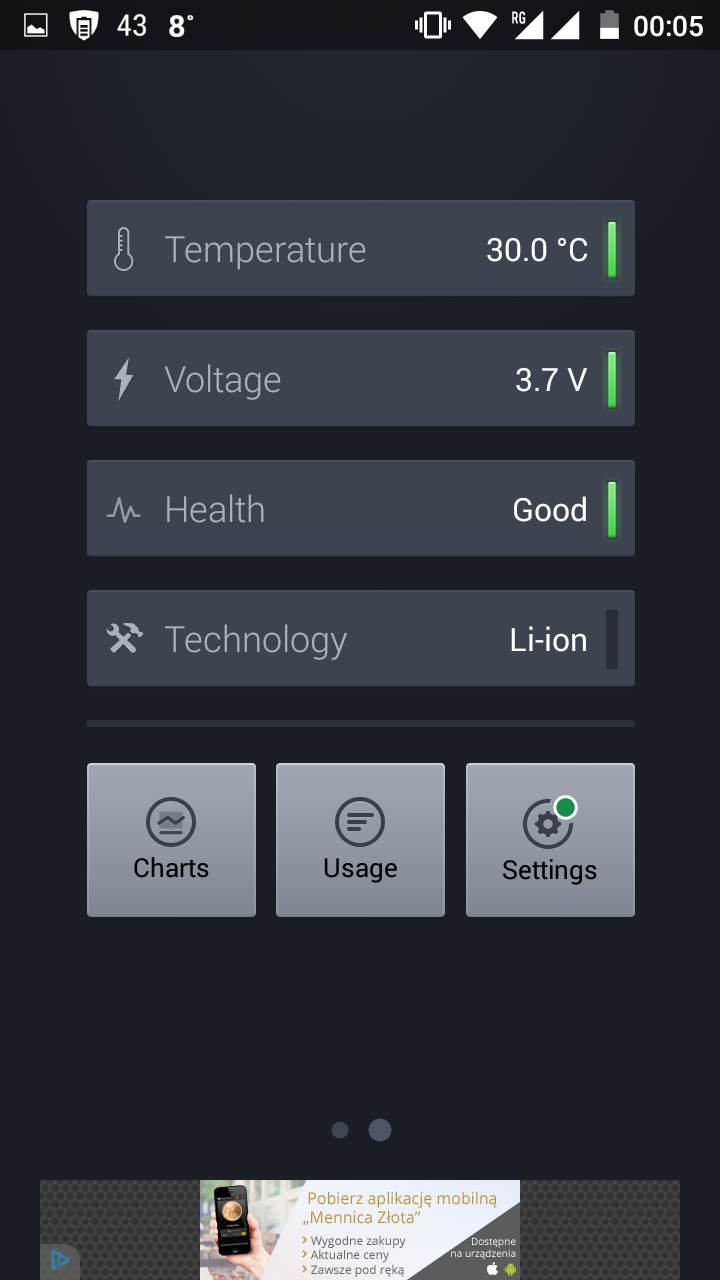 43 8° RG 00:05
Temperature 30.0 °C
Voltage 3.7 V
Health Good
Technology Li-ion
Charts Usage Settings
Pobierz aplikację mobilną
„Mennica Złota”
Wygodne zakupy
Aktualne ceny
Zawsze pod ręką
Dostępne
na urządzenia